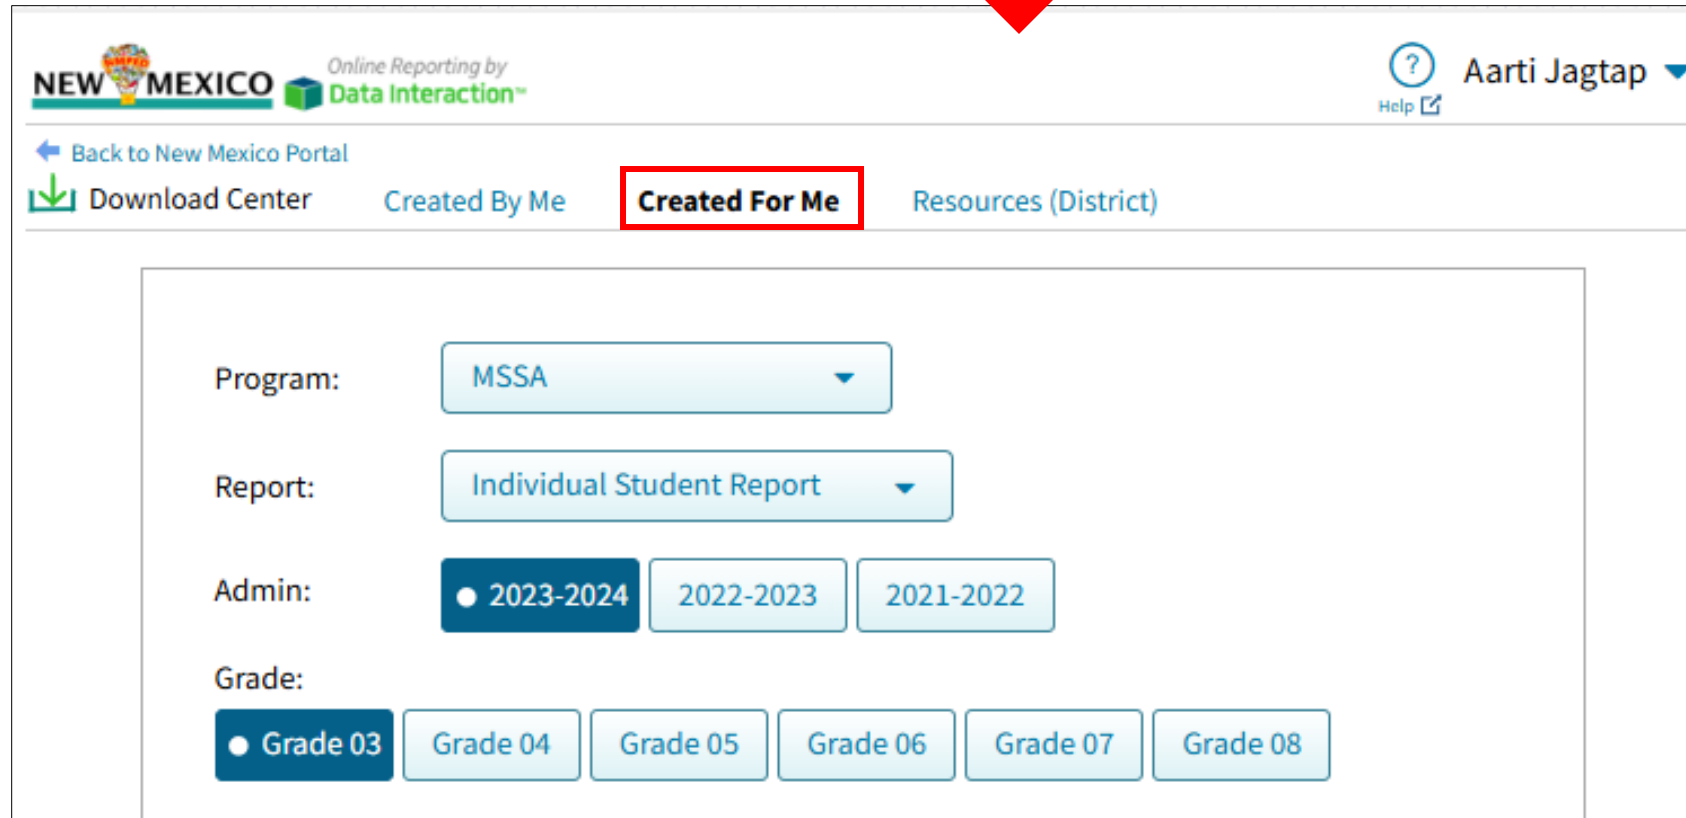 NEW MEXICO
Online Reporting by
Data Interaction™
?
Help
Aarti Jagtap
Back to New Mexico Portal
Download Center Created By Me Created For Me Resources (District)
Program: MSSA
Report: Individual Student Report
Admin: 2023-2024 2022-2023 2021-2022
Grade:
Grade 03 Grade 04 Grade 05 Grade 06 Grade 07 Grade 08